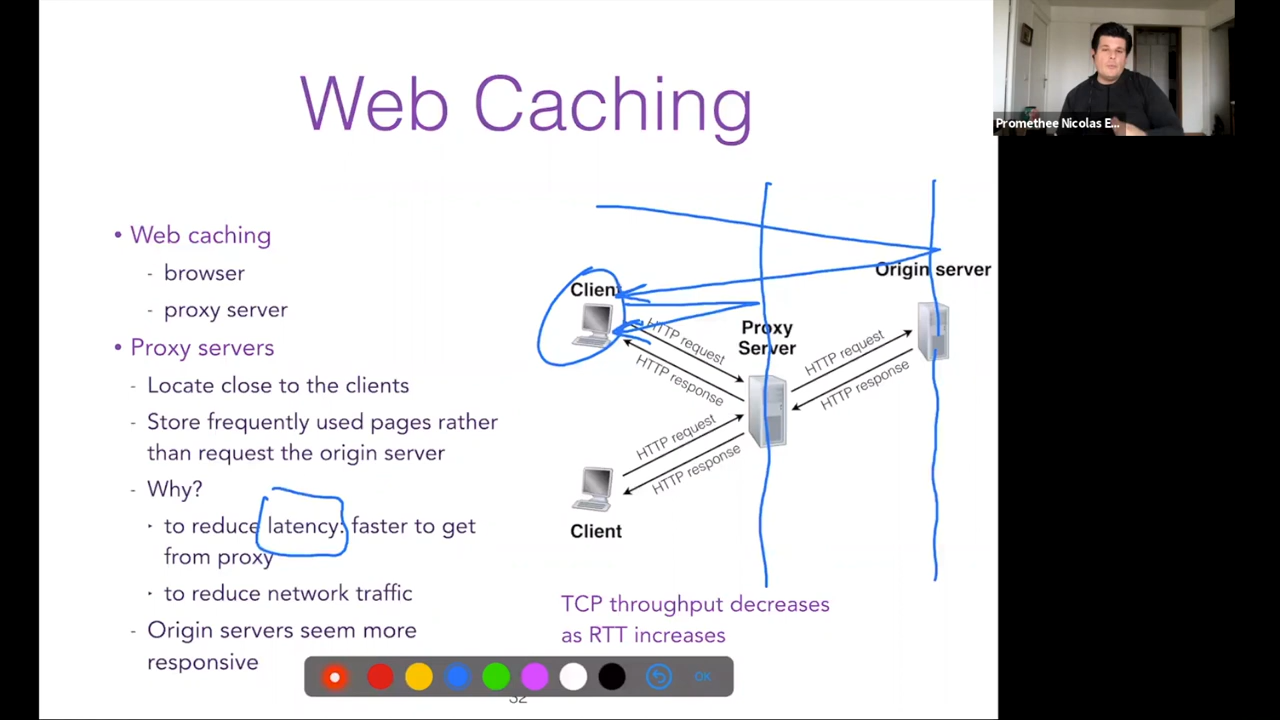 Web Caching
Promethee Nicolas E...
• Web caching
- browser
- proxy server
• Proxy servers
- Locate close to the clients
- Store frequently used pages rather
than request the origin server
- Why?
· to reduce latency: faster to get
from proxy
· to reduce network traffic
- Origin servers seem more
responsive
Origin server
Client
Proxy
Server
HTTP request
HTTP response
HTTP request
HTTP response
HTTP request
HTTP response
Client
TCP throughput decreases
as RTT increases
OK